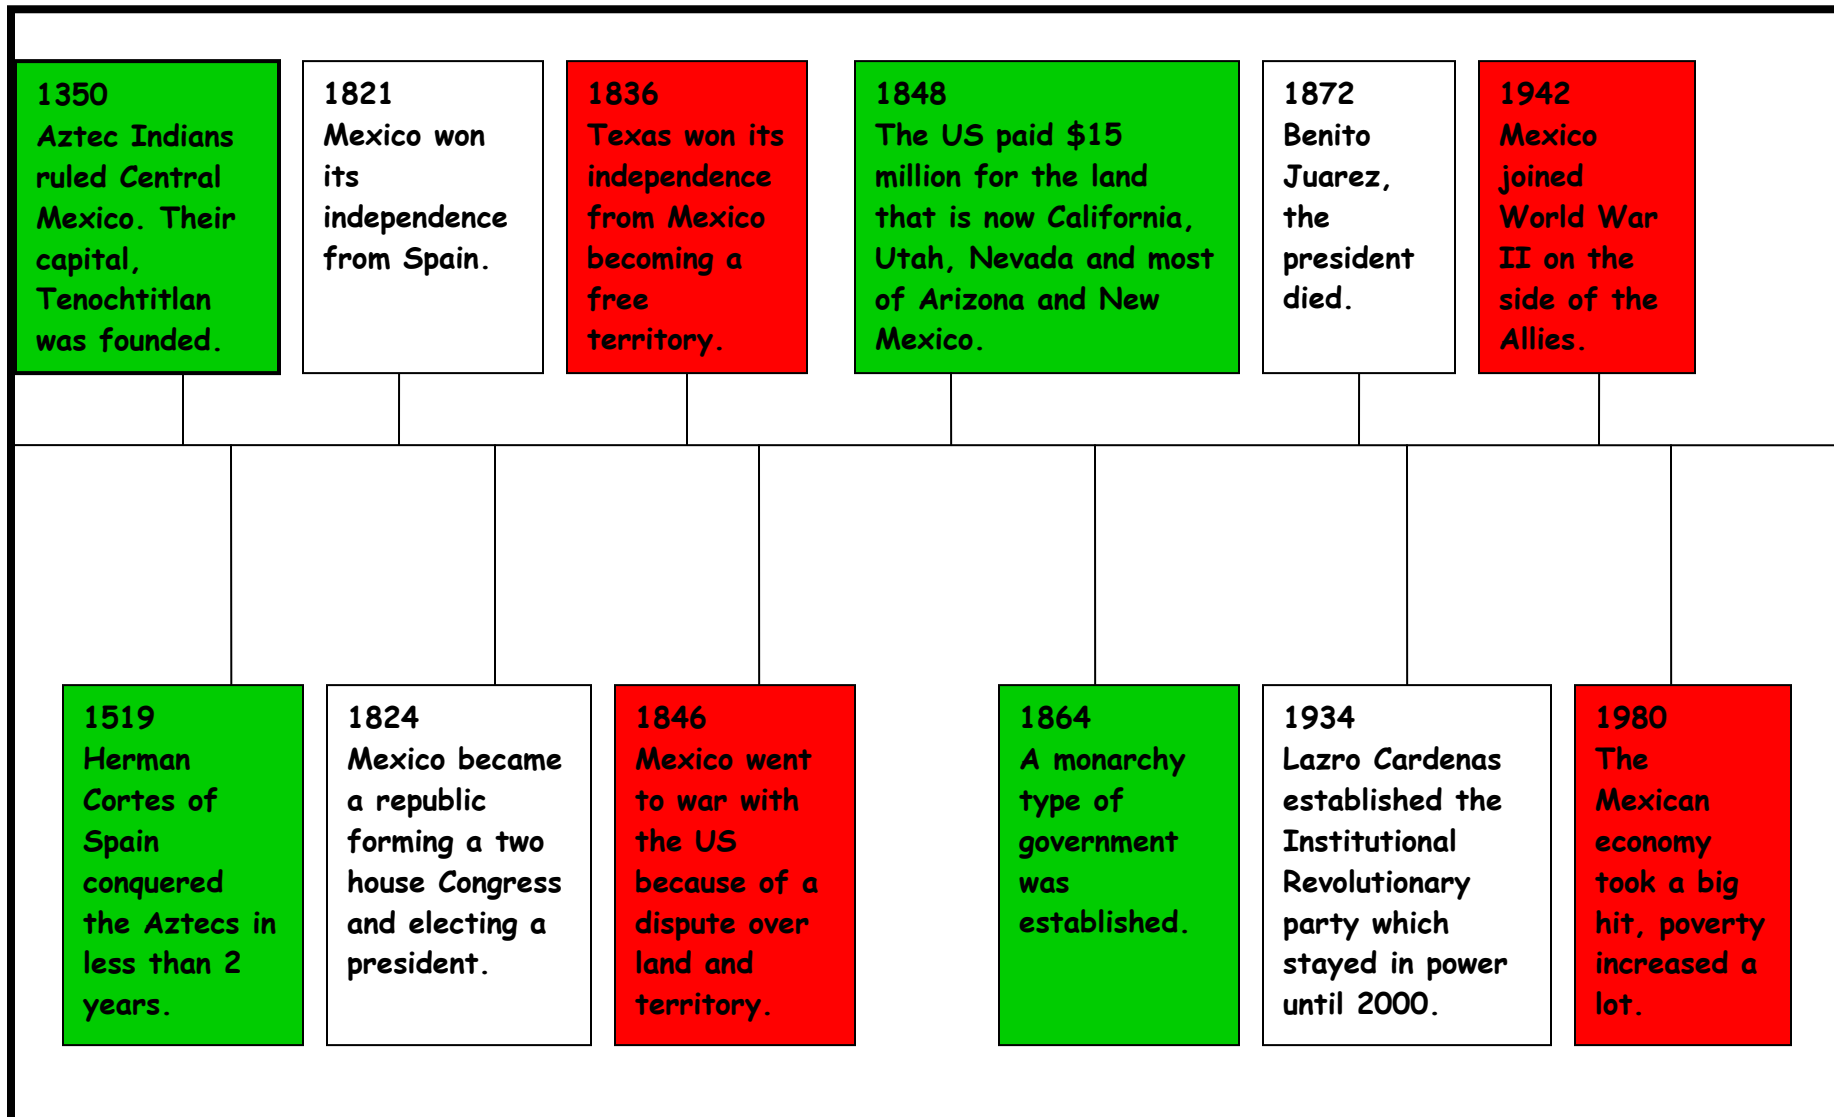 1350
Aztec Indians
ruled Central
Mexico. Their
capital,
Tenochtitlan
was founded.
1821
Mexico won
its
independence
from Spain.
1836
Texas won its
independence
from Mexico
becoming a
free
territory.
1848
The US paid $15
million for the land
that is now California,
Utah, Nevada and most
of Arizona and New
Mexico.
1872
Benito
Juarez,
the
president
died.
1942
Mexico
joined
World War
II on the
side of the
Allies.
1519
Herman
Cortes of
Spain
conquered
the Aztecs in
less than 2
years.
1824
Mexico became
a republic
forming a two
house Congress
and electing a
president.
1846
Mexico went
to war with
the US
because of a
dispute over
land and
territory.
1864
A monarchy
type of
government
was
established.
1934
Lazro Cardenas
established the
Institutional
Revolutionary
party which
stayed in power
until 2000.
1980
The
Mexican
economy
took a big
hit, poverty
increased a
lot.